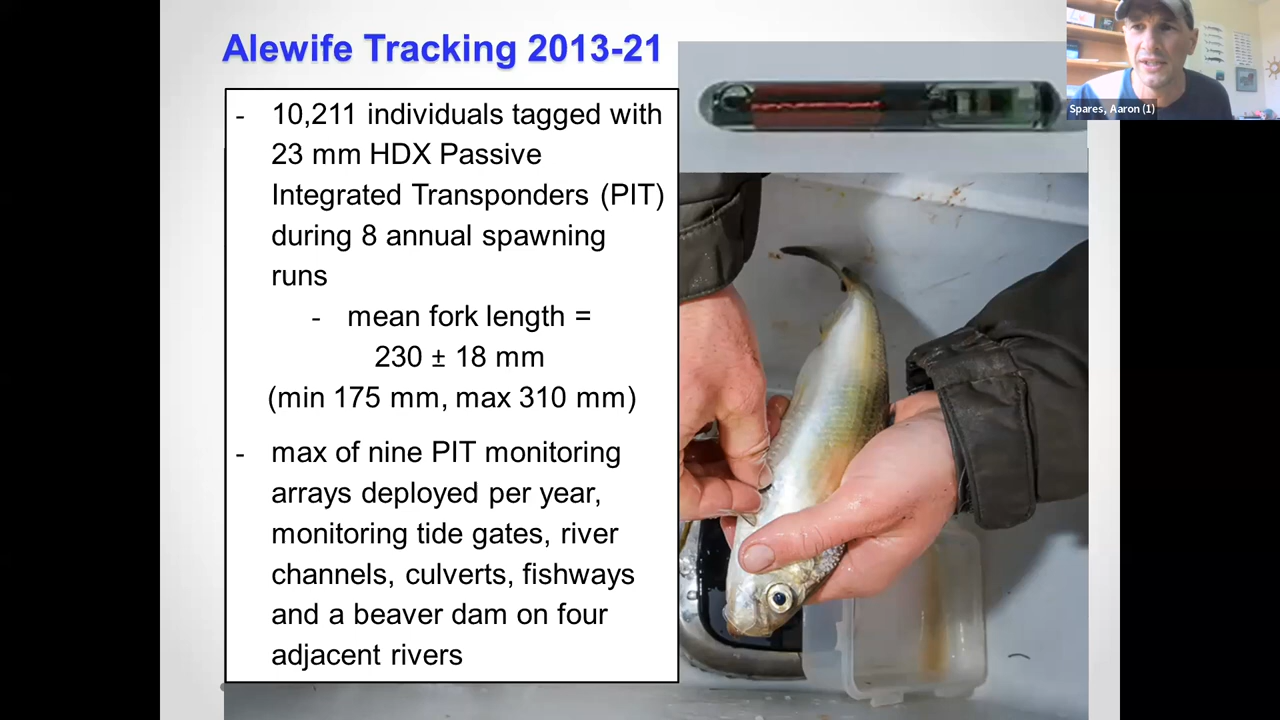 Alewife Tracking 2013-21
Spares, Aaron (1)
- 10,211 individuals tagged with
23 mm HDX Passive
Integrated Transponders (PIT)
during 8 annual spawning
runs
- mean fork length =
230 ± 18 mm
(min 175 mm, max 310 mm)
- max of nine PIT monitoring
arrays deployed per year,
monitoring tide gates, river
channels, culverts, fishways
and a beaver dam on four
adjacent rivers